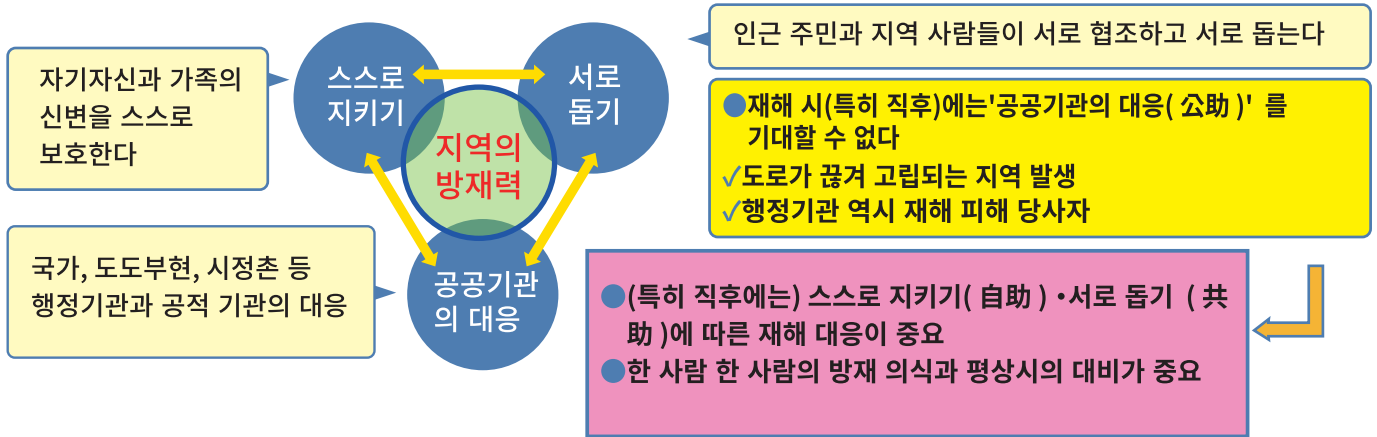 자기자신과 가족의
신변을 스스로
보호한다
스스로
지키기
서로
돕기
지역의
방재력
공공기관
의 대응
국가, 도도부현, 시정촌 등
행정기관과 공적 기관의 대응
인근 주민과 지역 사람들이 서로 협조하고 서로 돕는다
●재해 시(특히 직후)에는'공공기관의 대응( 公助 )' 를
기대할 수 없다
✓도로가 끊겨 고립되는 지역 발생
✓행정기관 역시 재해 피해 당사자
●(특히 직후에는) 스스로 지키기( 自助 ) •서로 돕기 ( 共
助 )에 따른 재해 대응이 중요
●한 사람 한 사람의 방재 의식과 평상시의 대비가 중요